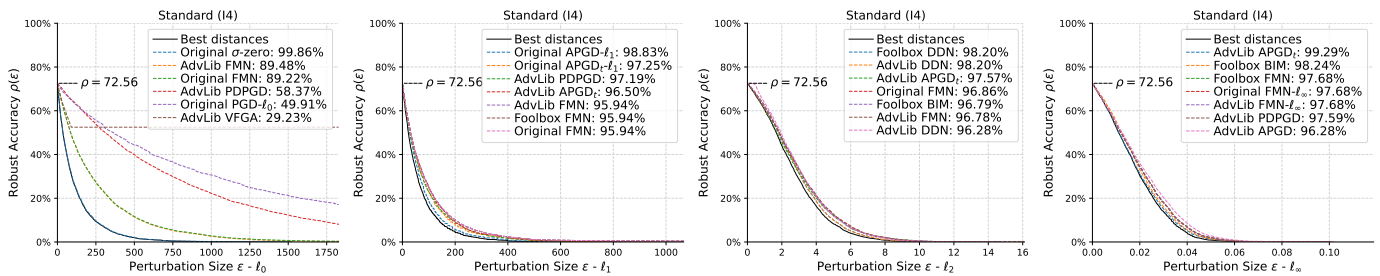 Standard (I4)
Robust Accuracy ρ(ε)
100%
80%
60%
40%
20%
0%
Best distances
Original σ-zero: 99.86%
AdvLib FMN: 89.48%
Original FMN: 89.22%
AdvLib PDPGD: 58.37%
Original PGD-ℓ0: 49.91%
AdvLib VFGA: 29.23%
ρ = 72.56
0 250 500 750 1000 1250 1500 1750
Perturbation Size ε - ℓ0
Standard (I4)
Robust Accuracy ρ(ε)
100%
80%
60%
40%
20%
0%
Best distances
Original APGD-ℓ1: 98.83%
Original APGDt-ℓ1: 97.25%
AdvLib PDPGD: 97.19%
AdvLib APGDt: 96.50%
AdvLib FMN: 95.94%
Foolbox FMN: 95.94%
Original FMN: 95.94%
ρ = 72.56
0 200 400 600 800 1000
Perturbation Size ε - ℓ1
Standard (I4)
Robust Accuracy ρ(ε)
100%
80%
60%
40%
20%
0%
Best distances
Foolbox DDN: 98.20%
AdvLib DDN: 98.20%
AdvLib APGDt: 97.57%
Original FMN: 96.86%
Foolbox BIM: 96.79%
AdvLib FMN: 96.78%
AdvLib DDN: 96.28%
ρ = 72.56
0 2 4 6 8 10 12 14 16
Perturbation Size ε - ℓ2
Standard (I4)
Robust Accuracy ρ(ε)
100%
80%
60%
40%
20%
0%
Best distances
AdvLib APGDt: 99.29%
Foolbox BIM: 98.24%
Foolbox FMN: 97.68%
Original FMN-ℓ∞: 97.68%
AdvLib FMN-ℓ∞: 97.68%
AdvLib PDPGD: 97.59%
AdvLib APGD: 96.28%
ρ = 72.56
0.00 0.02 0.04 0.06 0.08 0.10
Perturbation Size ε - ℓ∞